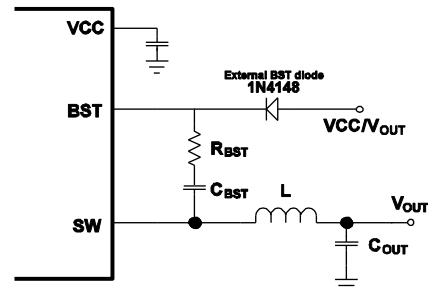 VCC
External BST diode
1N4148
BST
VCC/VOUT
RBST
CBST
L
VOUT
SW
COUT